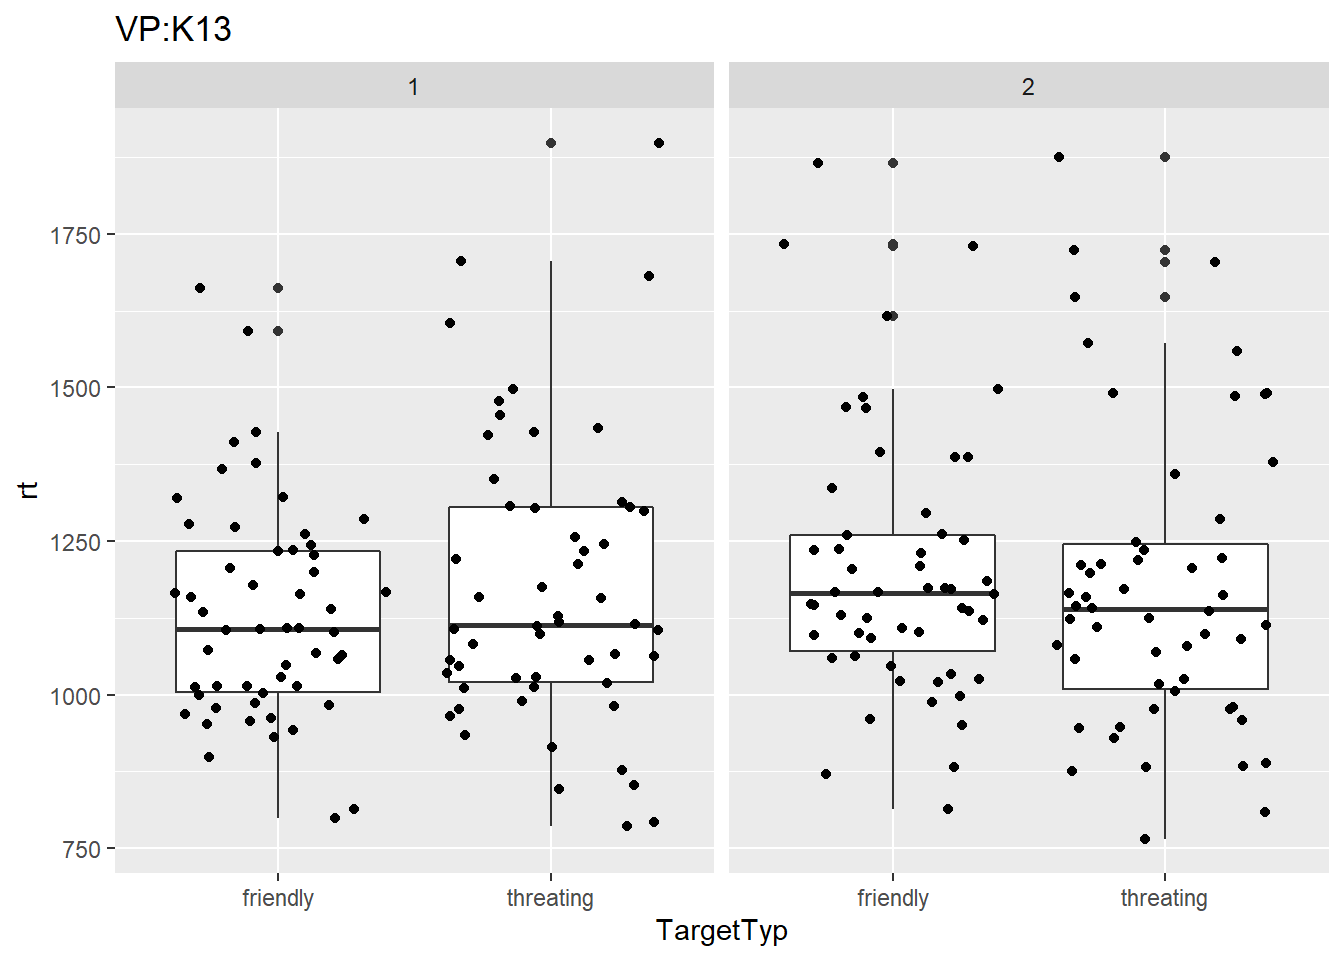 VP:K13
1
2
rt
1750
1500
1250
1000
750
friendly
threating
friendly
threating
TargetTyp